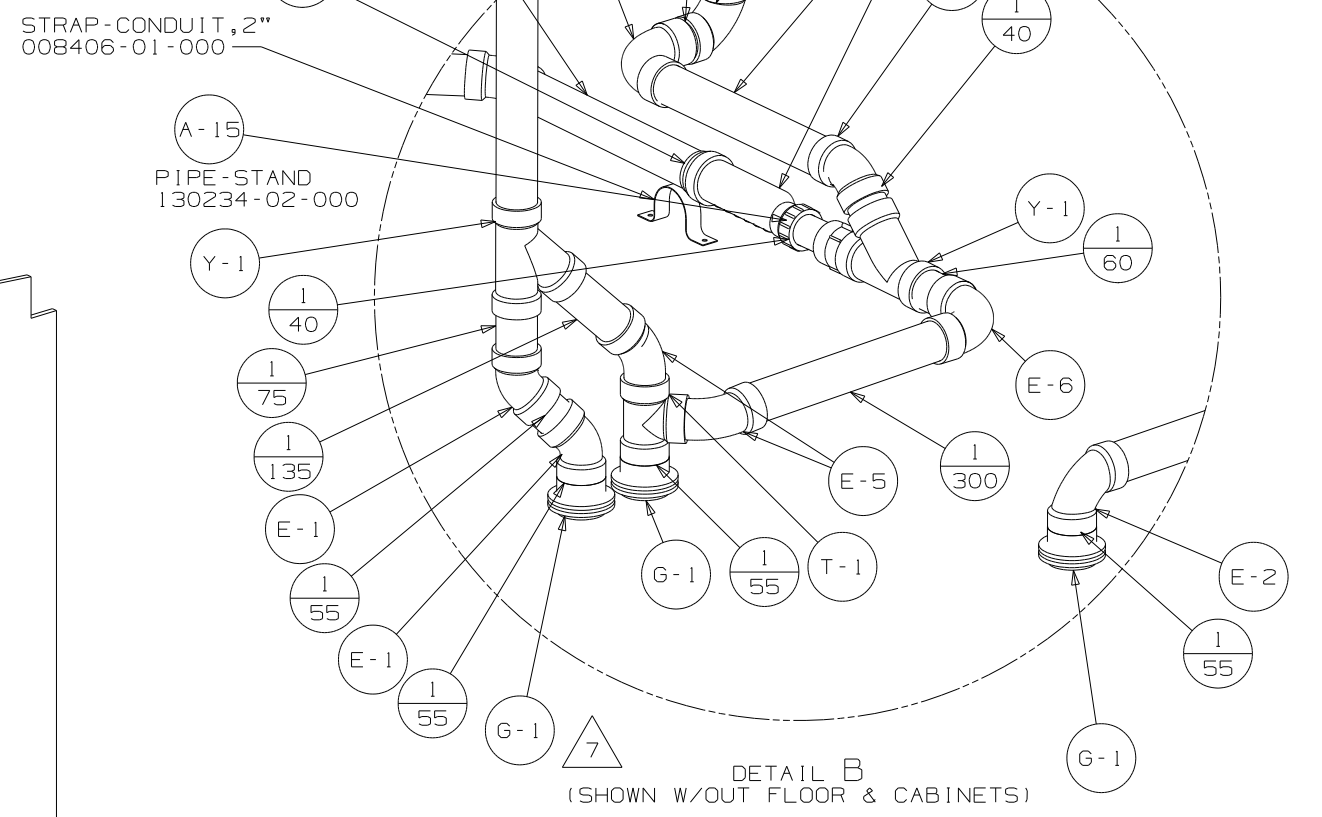 STRAP-CONDUIT,2"
008406-01-000
1
40
A-15
PIPE-STAND
130234-02-000
Y-1
1
60
Y-1
1
40
1
75
E-6
1
135
1
300
E-5
E-1
G-1
1
55
T-1
E-2
1
55
E-1
1
55
1
55
G-1
7
G-1
DETAIL B
(SHOWN W/OUT FLOOR & CABINETS)